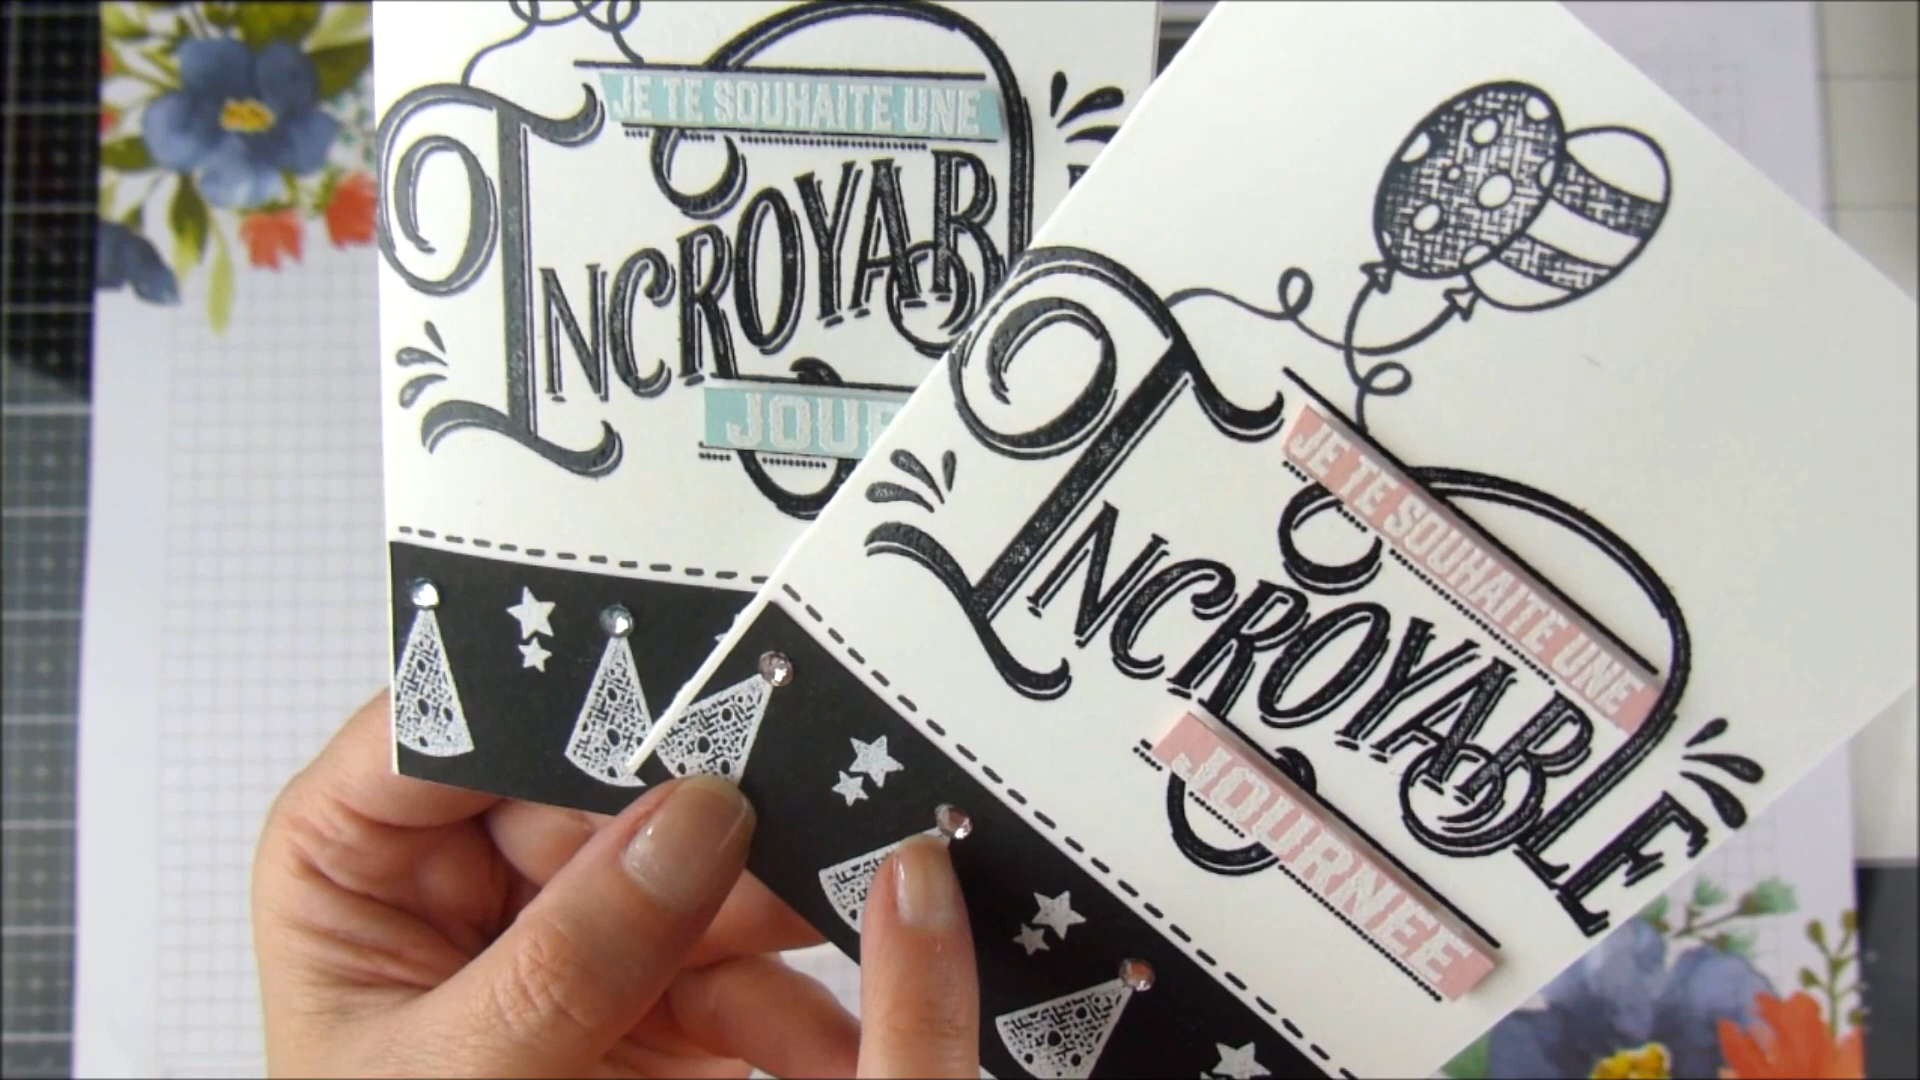 JE TE SOUHAITE UNE
INCROYAB
JOUR
JE TE SOUHAITE UNE
INCROYABLE
JOURNEE